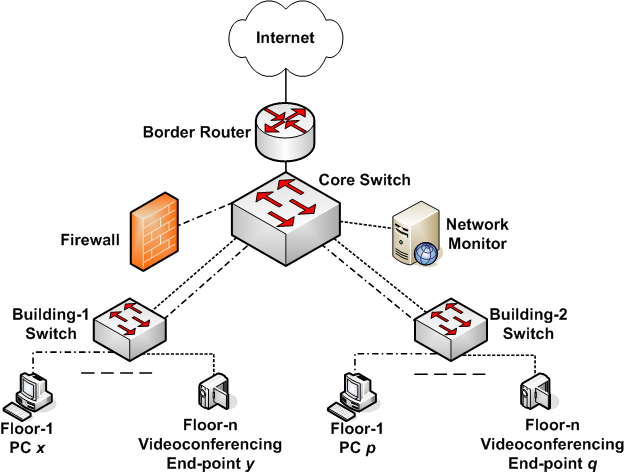 Internet
Border Router
Core Switch
Firewall
Network
Monitor
Building-1
Switch
Building-2
Switch
Floor-1
PC x
Floor-n
Videoconferencing
End-point y
Floor-1
PC p
Floor-n
Videoconferencing
End-point q